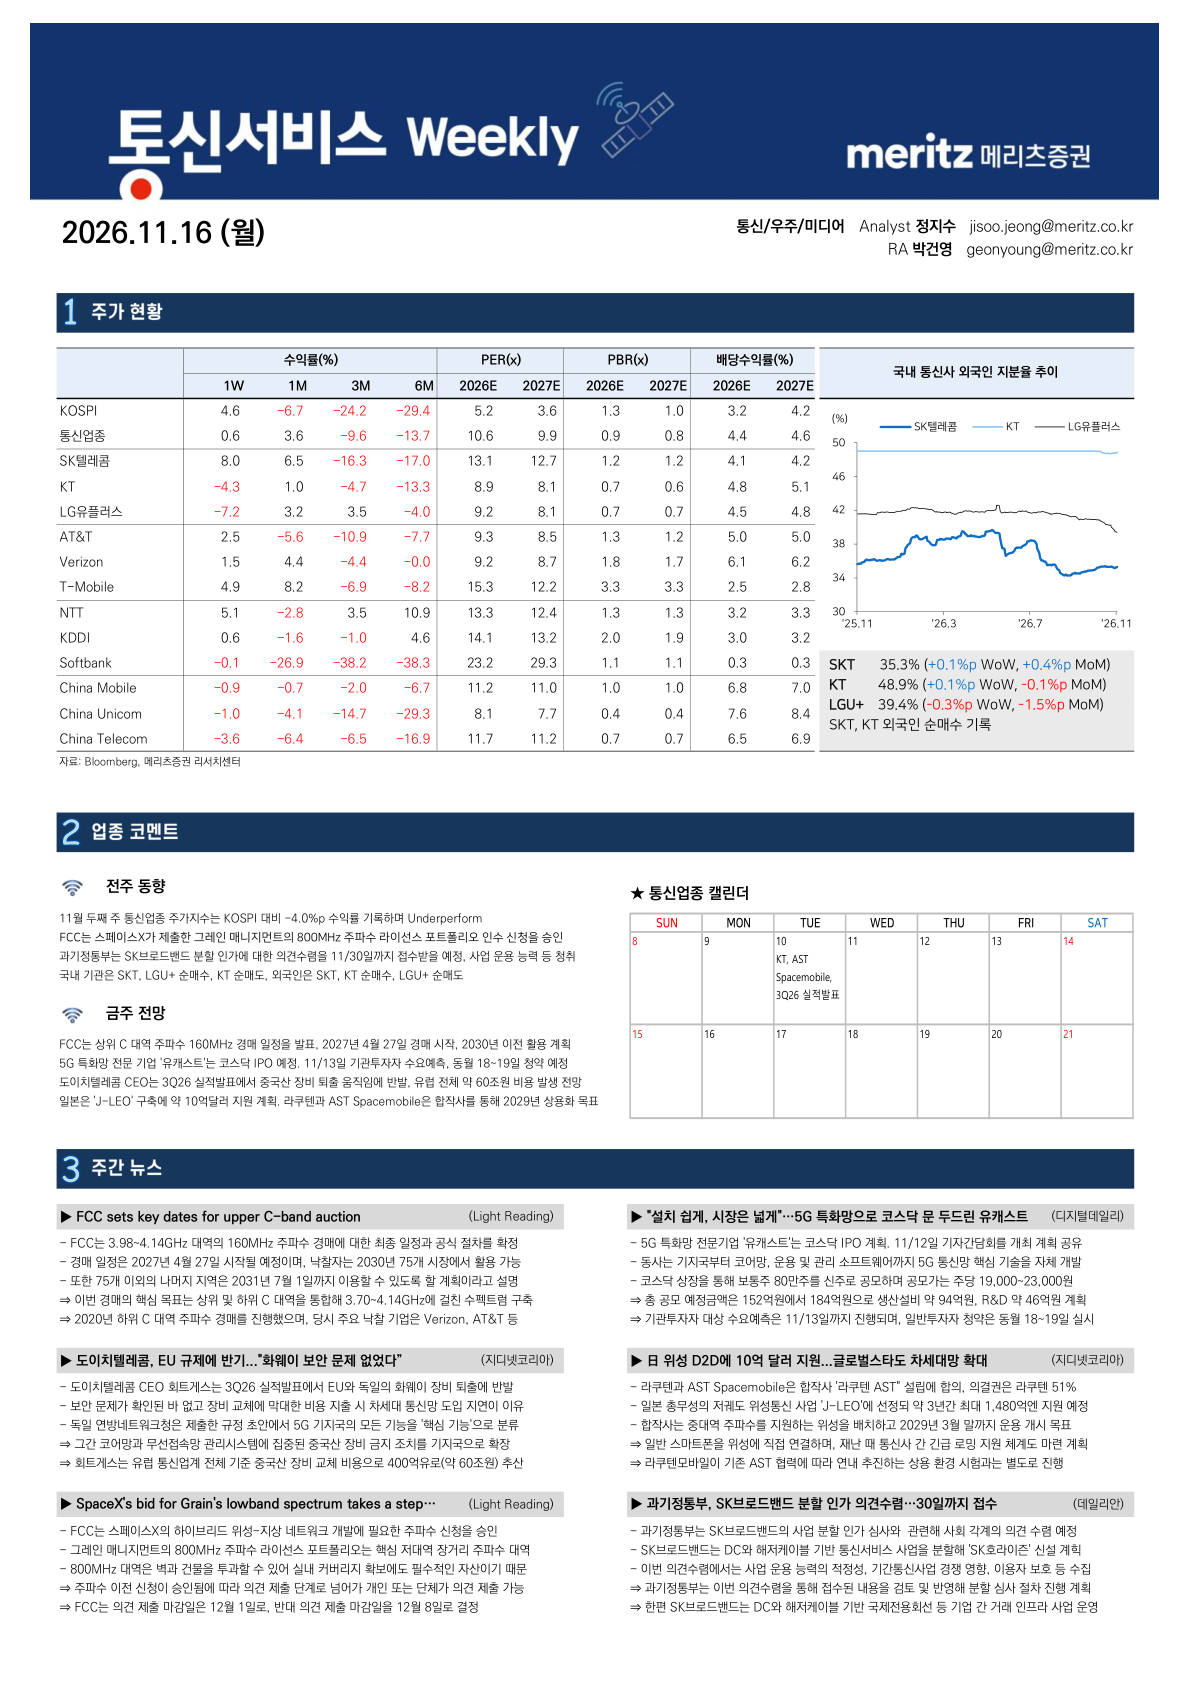 통신서비스 Weekly
meritz 메리츠증권
2026.11.16 (월)
통신/우주/미디어 Analyst 정지수 jisoo.jeong@meritz.co.kr
RA 박건영 geonyoung@meritz.co.kr
1 주가 현황
수익률(%) PER(x) PBR(x) 배당수익률(%)
1W 1M 3M 6M 2026E 2027E 2026E 2027E 2026E 2027E
KOSPI 4.6 -6.7 -24.2 -29.4 5.2 3.6 1.3 1.0 3.2 4.2
통신업종 0.6 3.6 -9.6 -13.7 10.6 9.9 0.9 0.8 4.4 4.6
SK텔레콤 8.0 6.5 -16.3 -17.0 13.1 12.7 1.2 1.2 4.1 4.2
KT -4.3 1.0 -4.7 -13.3 8.9 8.1 0.7 0.6 4.8 5.1
LG유플러스 -7.2 3.2 3.5 -4.0 9.2 8.1 0.7 0.7 4.5 4.8
AT&T 2.5 -5.6 -10.9 -7.7 9.3 8.5 1.3 1.2 5.0 5.0
Verizon 1.5 4.4 -4.4 -0.0 9.2 8.7 1.8 1.7 6.1 6.2
T-Mobile 4.9 8.2 -6.9 -8.2 15.3 12.2 3.3 3.3 2.5 2.8
NTT 5.1 -2.8 3.5 10.9 13.3 12.4 1.3 1.3 3.2 3.3
KDDI 0.6 -1.6 -1.0 4.6 14.1 13.2 2.0 1.9 3.0 3.2
Softbank -0.1 -26.9 -38.2 -38.3 23.2 29.3 1.1 1.1 0.3 0.3
China Mobile -0.9 -0.7 -2.0 -6.7 11.2 11.0 1.0 1.0 6.8 7.0
China Unicom -1.0 -4.1 -14.7 -29.3 8.1 7.7 0.4 0.4 7.6 8.4
China Telecom -3.6 -6.4 -6.5 -16.9 11.7 11.2 0.7 0.7 6.5 6.9
자료: Bloomberg, 메리츠증권 리서치센터
국내 통신사 외국인 지분율 추이
(%)
SK텔레콤 KT LG유플러스
50
46
42
38
34
30
'25.11 '26.3 '26.7 '26.11
SKT 35.3% (+0.1%p WoW, +0.4%p MoM)
KT 48.9% (+0.1%p WoW, -0.1%p MoM)
LGU+ 39.4% (-0.3%p WoW, -1.5%p MoM)
SKT, KT 외국인 순매수 기록
2 업종 코멘트
전주 동향
11월 두째 주 통신업종 주가지수는 KOSPI 대비 -4.0%p 수익률 기록하며 Underperform
FCC는 스페이스X가 제출한 그레인 매니지먼트의 800MHz 주파수 라이선스 포트폴리오 인수 신청을 승인
과기정통부는 SK브로드밴드 분할 인가에 대한 의견수렴을 11/30일까지 접수받을 예정, 사업 운용 능력 등 청취
국내 기관은 SKT, LGU+ 순매수, KT 순매도, 외국인은 SKT, KT 순매수, LGU+ 순매도
금주 전망
FCC는 상위 C 대역 주파수 160MHz 경매 일정을 발표, 2027년 4월 27일 경매 시작, 2030년 이전 활용 계획
5G 특화망 전문 기업 '유캐스트'는 코스닥 IPO 예정. 11/13일 기관투자자 수요예측, 동월 18~19일 청약 예정
도이치텔레콤 CEO는 3Q26 실적발표에서 중국산 장비 퇴출 움직임에 반발, 유럽 전체 약 60조원 비용 발생 전망
일본은 'J-LEO' 구축에 약 10억달러 지원 계획. 라쿠텐과 AST Spacemobile은 합작사를 통해 2029년 상용화 목표
★ 통신업종 캘린더
SUN MON TUE WED THU FRI SAT
8 9 10 11 12 13 14
KT, AST
Spacemobile,
3Q26 실적발표
15 16 17 18 19 20 21
3 주간 뉴스
▶ FCC sets key dates for upper C-band auction (Light Reading)
- FCC는 3.98~4.14GHz 대역의 160MHz 주파수 경매에 대한 최종 일정과 공식 절차를 확정
- 경매 일정은 2027년 4월 27일 시작될 예정이며, 낙찰자는 2030년 75개 시장에서 활용 가능
- 또한 75개 이외의 나머지 지역은 2031년 7월 1일까지 이용할 수 있도록 할 계획이라고 설명
⇒ 이번 경매의 핵심 목표는 상위 및 하위 C 대역을 통합해 3.70~4.14GHz에 걸친 수펙트럼 구축
⇒ 2020년 하위 C 대역 주파수 경매를 진행했으며, 당시 주요 낙찰 기업은 Verizon, AT&T 등
▶ 도이치텔레콤, EU 규제에 반기..."화웨이 보안 문제 없었다” (지디넷코리아)
- 도이치텔레콤 CEO 회트게스는 3Q26 실적발표에서 EU와 독일의 화웨이 장비 퇴출에 반발
- 보안 문제가 확인된 바 없고 장비 교체에 막대한 비용 지출 시 차세대 통신망 도입 지연이 이유
- 독일 연방네트워크청은 제출한 규정 초안에서 5G 기지국의 모든 기능을 '핵심 기능'으로 분류
⇒ 그간 코어망과 무선접속망 관리시스템에 집중된 중국산 장비 금지 조치를 기지국으로 확장
⇒ 회트게스는 유럽 통신업계 전체 기준 중국산 장비 교체 비용으로 400억유로(약 60조원) 추산
▶ SpaceX's bid for Grain's lowband spectrum takes a step… (Light Reading)
- FCC는 스페이스X의 하이브리드 위성-지상 네트워크 개발에 필요한 주파수 신청을 승인
- 그레인 매니지먼트의 800MHz 주파수 라이선스 포트폴리오는 핵심 저대역 장거리 주파수 대역
- 800MHz 대역은 벽과 건물을 투과할 수 있어 실내 커버리지 확보에도 필수적인 자산이기 때문
⇒ 주파수 이전 신청이 승인됨에 따라 의견 제출 단계로 넘어가 개인 또는 단체가 의견 제출 가능
⇒ FCC는 의견 제출 마감일은 12월 1일로, 반대 의견 제출 마감일을 12월 8일로 결정
▶ "설치 쉽게, 시장은 넓게"…5G 특화망으로 코스닥 문 두드린 유캐스트 (디지털데일리)
- 5G 특화망 전문기업 '유캐스트'는 코스닥 IPO 계획. 11/12일 기자간담회를 개최 계획 공유
- 동사는 기지국부터 코어망, 운용 및 관리 소프트웨어까지 5G 통신망 핵심 기술을 자체 개발
- 코스닥 상장을 통해 보통주 80만주를 신주로 공모하며 공모가는 주당 19,000~23,000원
⇒ 총 공모 예정금액은 152억원에서 184억원으로 생산설비 약 94억원, R&D 약 46억원 계획
⇒ 기관투자자 대상 수요예측은 11/13일까지 진행되며, 일반투자자 청약은 동월 18~19일 실시
▶ 日 위성 D2D에 10억 달러 지원...글로벌스타도 차세대망 확대 (지디넷코리아)
- 라쿠텐과 AST Spacemobile은 합작사 '라쿠텐 AST" 설립에 합의, 의결권은 라쿠텐 51%
- 일본 총무성의 저궤도 위성통신 사업 'J-LEO'에 선정되 약 3년간 최대 1,480억엔 지원 예정
- 합작사는 중대역 주파수를 지원하는 위성을 배치하고 2029년 3월 말까지 운용 개시 목표
⇒ 일반 스마트폰을 위성에 직접 연결하며, 재난 때 통신사 간 긴급 로밍 지원 체계도 마련 계획
⇒ 라쿠텐모바일이 기존 AST 협력에 따라 연내 추진하는 상용 환경 시험과는 별도로 진행
▶ 과기정통부, SK브로드밴드 분할 인가 의견수렴…30일까지 접수 (데일리안)
- 과기정통부는 SK브로드밴드의 사업 분할 인가 심사와 관련해 사회 각계의 의견 수렴 예정
- SK브로드밴드는 DC와 해저케이블 기반 통신서비스 사업을 분할해 'SK호라이즌' 신설 계획
- 이번 의견수렴에서는 사업 운용 능력의 적정성, 기간통신사업 경쟁 영향, 이용자 보호 등 수집
⇒ 과기정통부는 이번 의견수렴을 통해 접수된 내용을 검토 및 반영해 분할 심사 절차 진행 계획
⇒ 한편 SK브로드밴드는 DC와 해저케이블 기반 국제전용회선 등 기업 간 거래 인프라 사업 운영